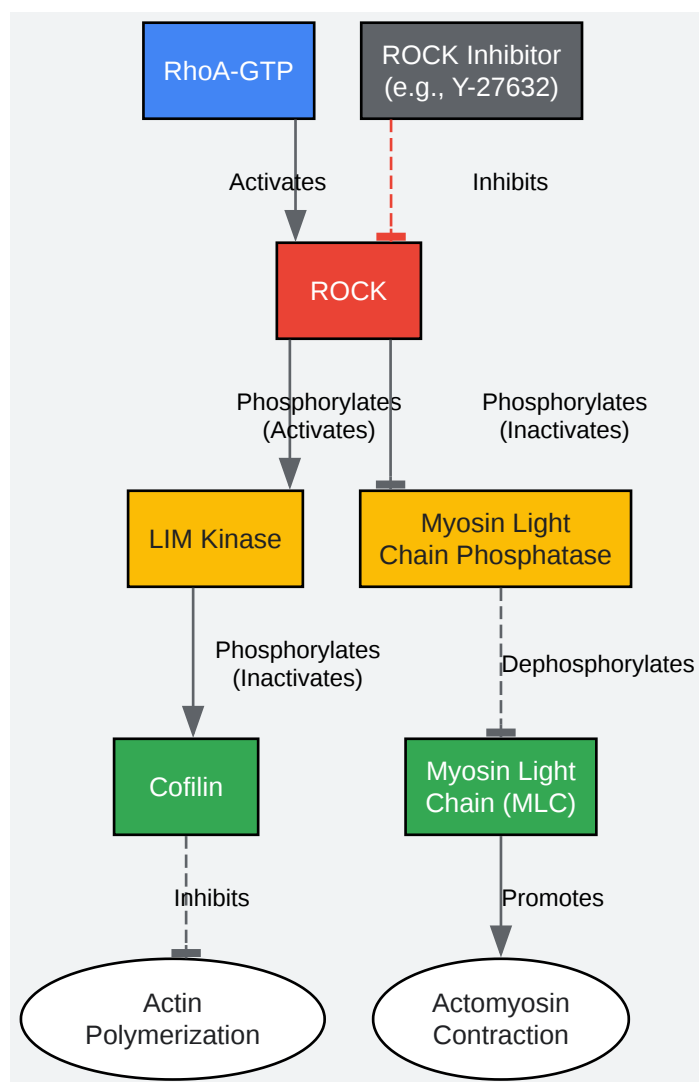 RhoA-GTP
ROCK Inhibitor
(e.g., Y-27632)
Activates
Inhibits
ROCK
Phosphorylates
(Activates)
Phosphorylates
(Inactivates)
LIM Kinase
Myosin Light
Chain Phosphatase
Phosphorylates
(Inactivates)
Dephosphorylates
Cofilin
Myosin Light
Chain (MLC)
Inhibits
Promotes
Actin
Polymerization
Actomyosin
Contraction